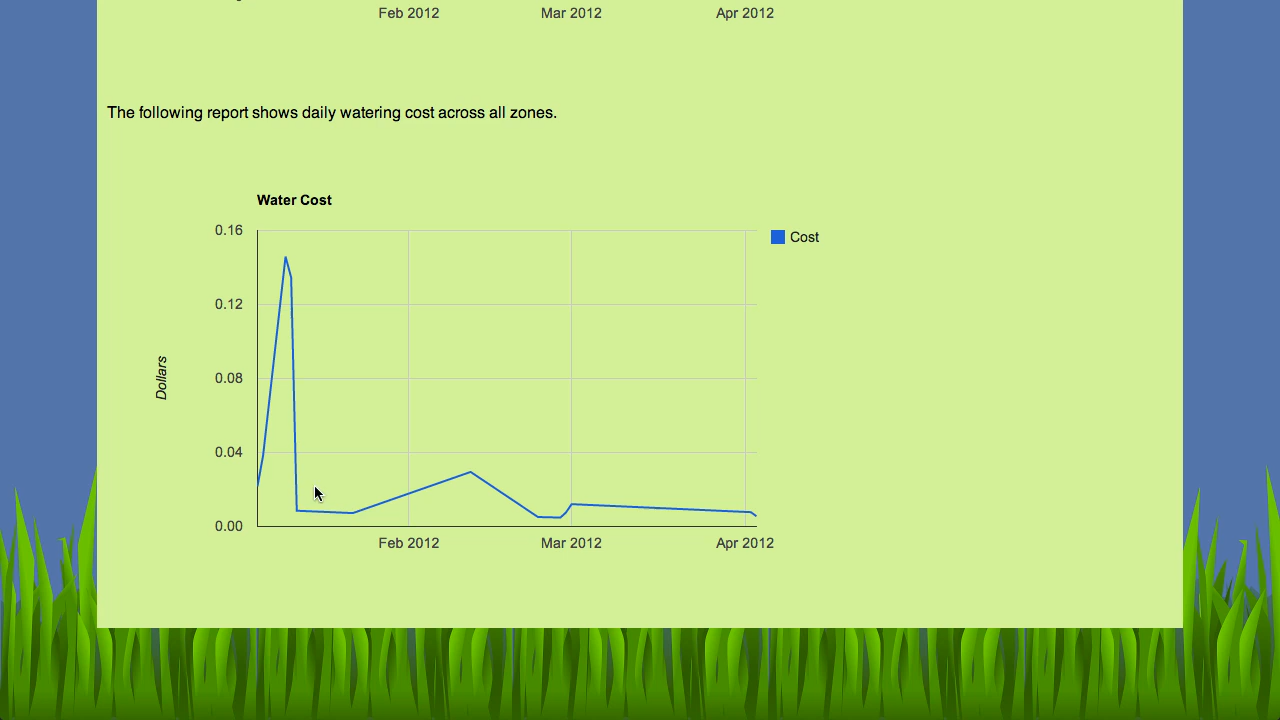 Feb 2012 Mar 2012 Apr 2012
The following report shows daily watering cost across all zones.
Water Cost
0.16
Cost
0.12
0.08
Dollars
0.04
0.00
Feb 2012 Mar 2012 Apr 2012